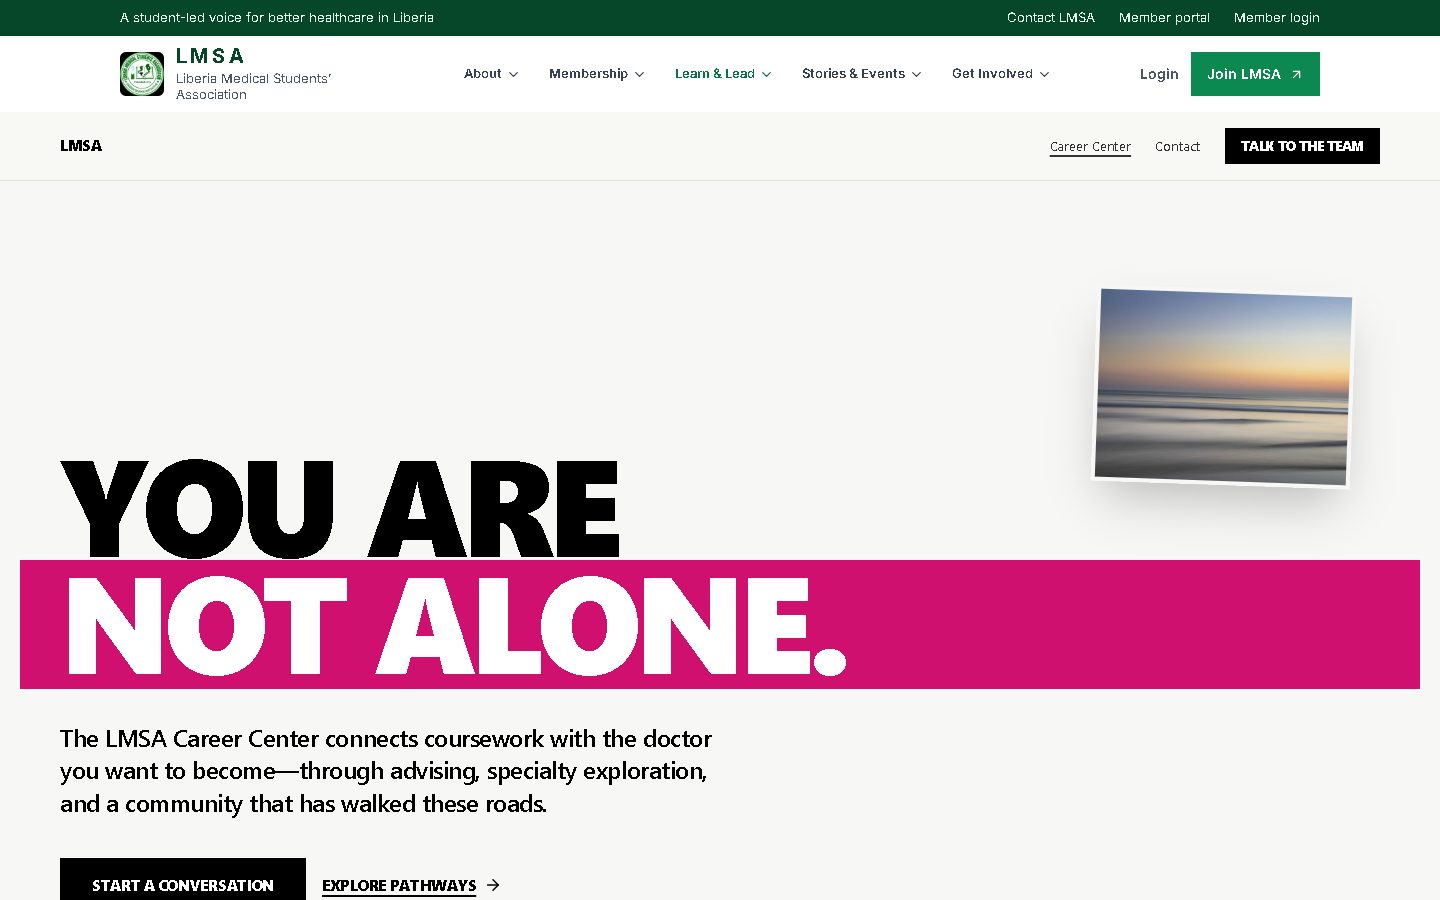 A student-led voice for better healthcare in Liberia
Contact LMSA Member portal Member login
LMSA
Liberia Medical Students'
Association
About Membership Learn & Lead Stories & Events Get Involved
Login Join LMSA
LMSA
Career Center Contact TALK TO THE TEAM
YOU ARE
NOT ALONE.
The LMSA Career Center connects coursework with the doctor
you want to become—through advising, specialty exploration,
and a community that has walked these roads.
START A CONVERSATION EXPLORE PATHWAYS